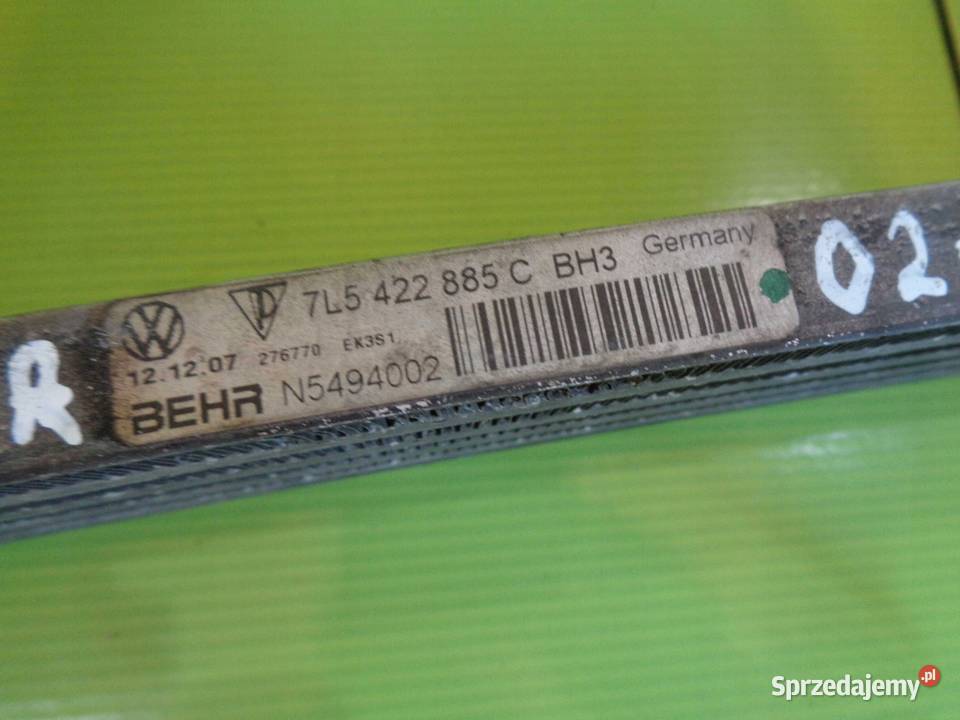 7L5 422 885 C BH3 Germany
12.12.07 276770 EK3S1
BEHR N5494002
R
02
Sprzedajemy.pl